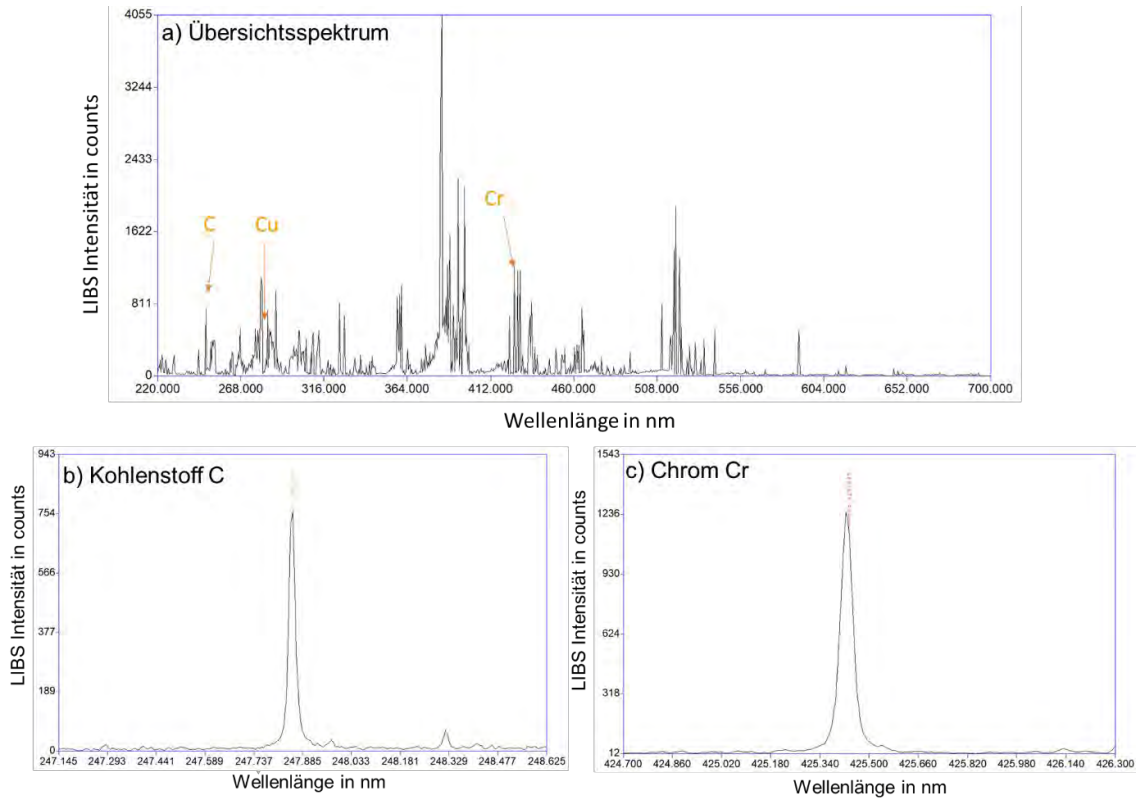 a) Übersichtsspektrum
LIBS Intensität in counts
4055
3244
2433
1622
811
0
C
Cu
Cr
220.000 268.000 316.000 364.000 412.000 460.000 508.000 556.000 604.000 652.000 700.000
Wellenlänge in nm
b) Kohlenstoff C
LIBS Intensität in counts
943
754
566
377
189
0
247.145 247.293 247.441 247.589 247.737 247.885 248.033 248.181 248.329 248.477 248.625
Wellenlänge in nm
c) Chrom Cr
LIBS Intensität in counts
1543
1236
930
624
318
12
424.700 424.860 425.020 425.180 425.340 425.500 425.660 425.820 425.980 426.140 426.300
Wellenlänge in nm